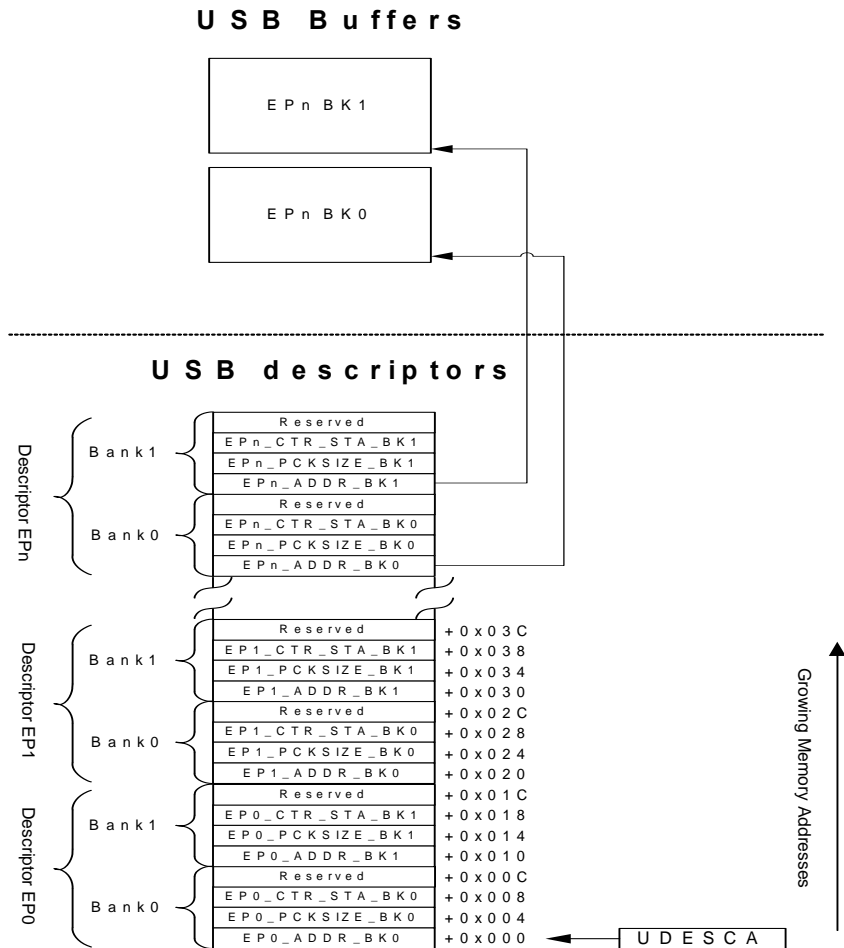 USB Buffers
EPn BK1
EPn BK0
USB descriptors
Descriptor EPn
Bank1
Reserved
EPn_CTR_STA_BK1
EPn_PCKSIZE_BK1
EPn_ADDR_BK1
Bank0
Reserved
EPn_CTR_STA_BK0
EPn_PCKSIZE_BK0
EPn_ADDR_BK0
Descriptor EP1
Bank1
Reserved +0x03C
EP1_CTR_STA_BK1 +0x038
EP1_PCKSIZE_BK1 +0x034
EP1_ADDR_BK1 +0x030
Bank0
Reserved +0x02C
EP1_CTR_STA_BK0 +0x028
EP1_PCKSIZE_BK0 +0x024
EP1_ADDR_BK0 +0x020
Descriptor EP0
Bank1
Reserved +0x01C
EP0_CTR_STA_BK1 +0x018
EP0_PCKSIZE_BK1 +0x014
EP0_ADDR_BK1 +0x010
Bank0
Reserved +0x00C
EP0_CTR_STA_BK0 +0x008
EP0_PCKSIZE_BK0 +0x004
EP0_ADDR_BK0 +0x000
UDESCA
Growing Memory Addresses